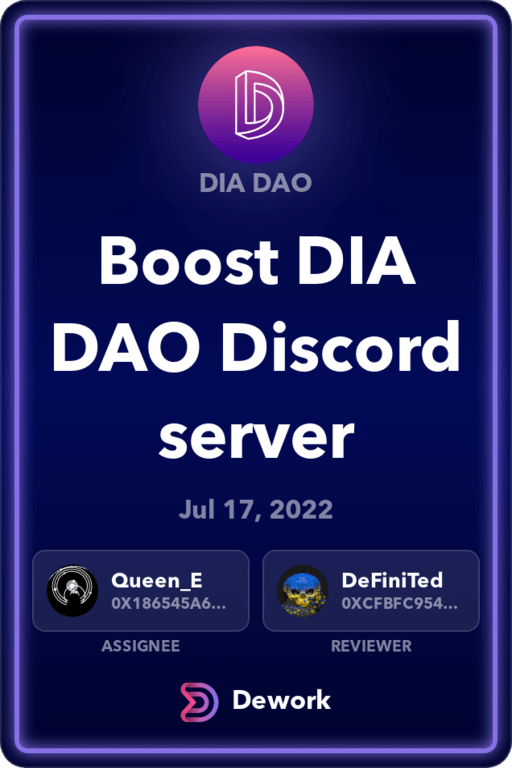 DIA DAO
Boost DIA
DAO Discord
server
Jul 17, 2022
Queen_E
0X186545A6...
ASSIGNEE
DeFiniTed
0XCFBFC954...
REVIEWER
Dework